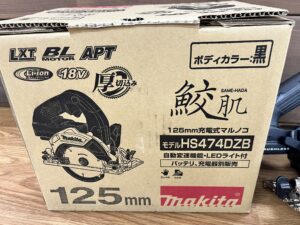 LXT BL MOTOR APT
Li-ion 18V
ボディカラー:黒
厚切込み
鮫肌
SAME-HADA
125mm充電式マルノコ
モデルHS474DZB
自動変速機能・LEDライト付
バッテリ、充電器別販売
125mm
makita